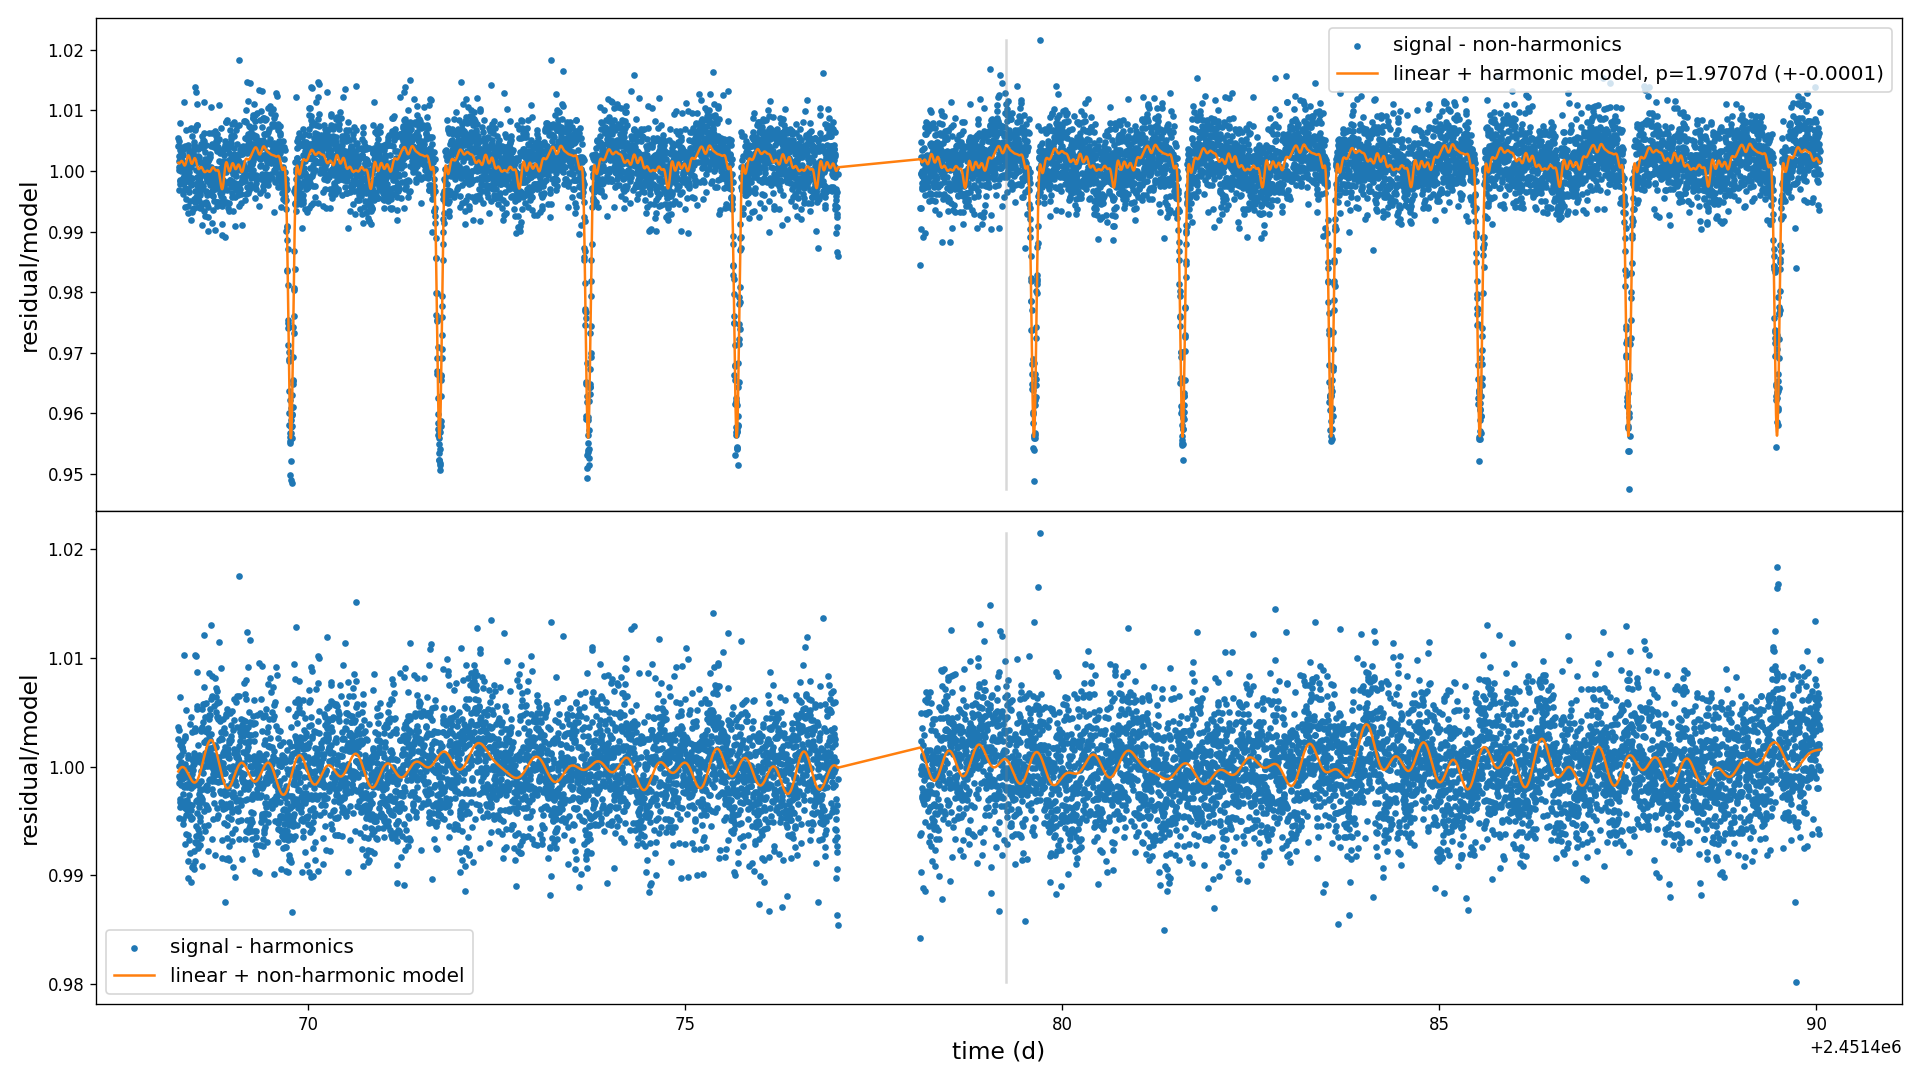 signal - non-harmonics
linear + harmonic model, p=1.9707d (+-0.0001)
residual/model
1.02
1.01
1.00
0.99
0.98
0.97
0.96
0.95
residual/model
1.02
1.01
1.00
0.99
0.98
signal - harmonics
linear + non-harmonic model
70
75
80
85
90
time (d)
+2.4514e6